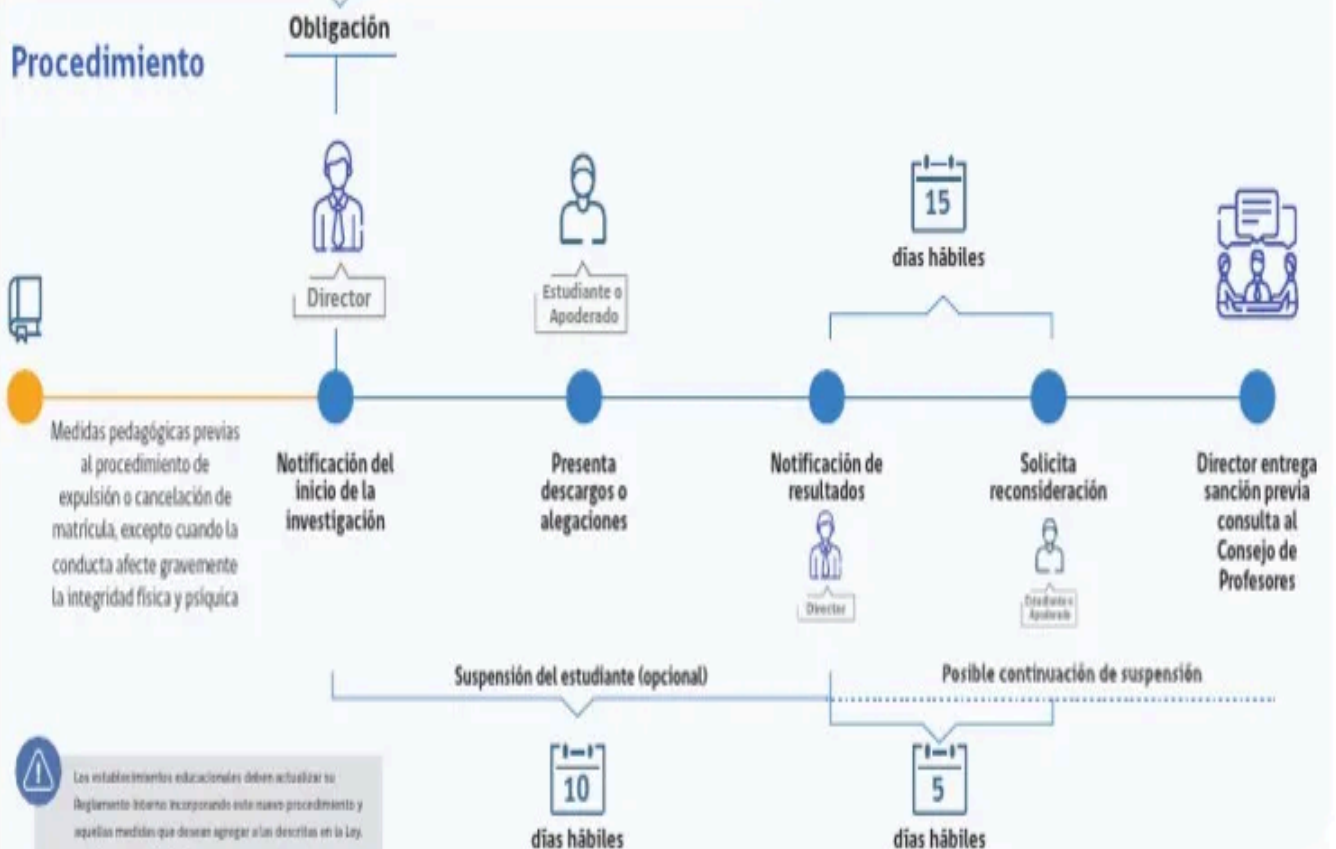 Obligación
Procedimiento
Director
Estudiante o
Apoderado
15
días hábiles
Medidas pedagógicas previas
al procedimiento de
expulsión o cancelación de
matrícula, excepto cuando la
conducta afecte gravemente
la integridad física y psíquica
Notificación del
inicio de la
investigación
Presenta
descargos o
alegaciones
Notificación de
resultados
Director
Solicita
reconsideración
Estudiante o
Apoderado
Director entrega
sanción previa
consulta al
Consejo de
Profesores
Suspensión del estudiante (opcional)
Posible continuación de suspensión
10
días hábiles
5
días hábiles
Los establecimientos educacionales deben actualizar su
Reglamento Interno incorporando este nuevo procedimiento y
aquellas medidas que desean agregar a las descritas en la Ley.